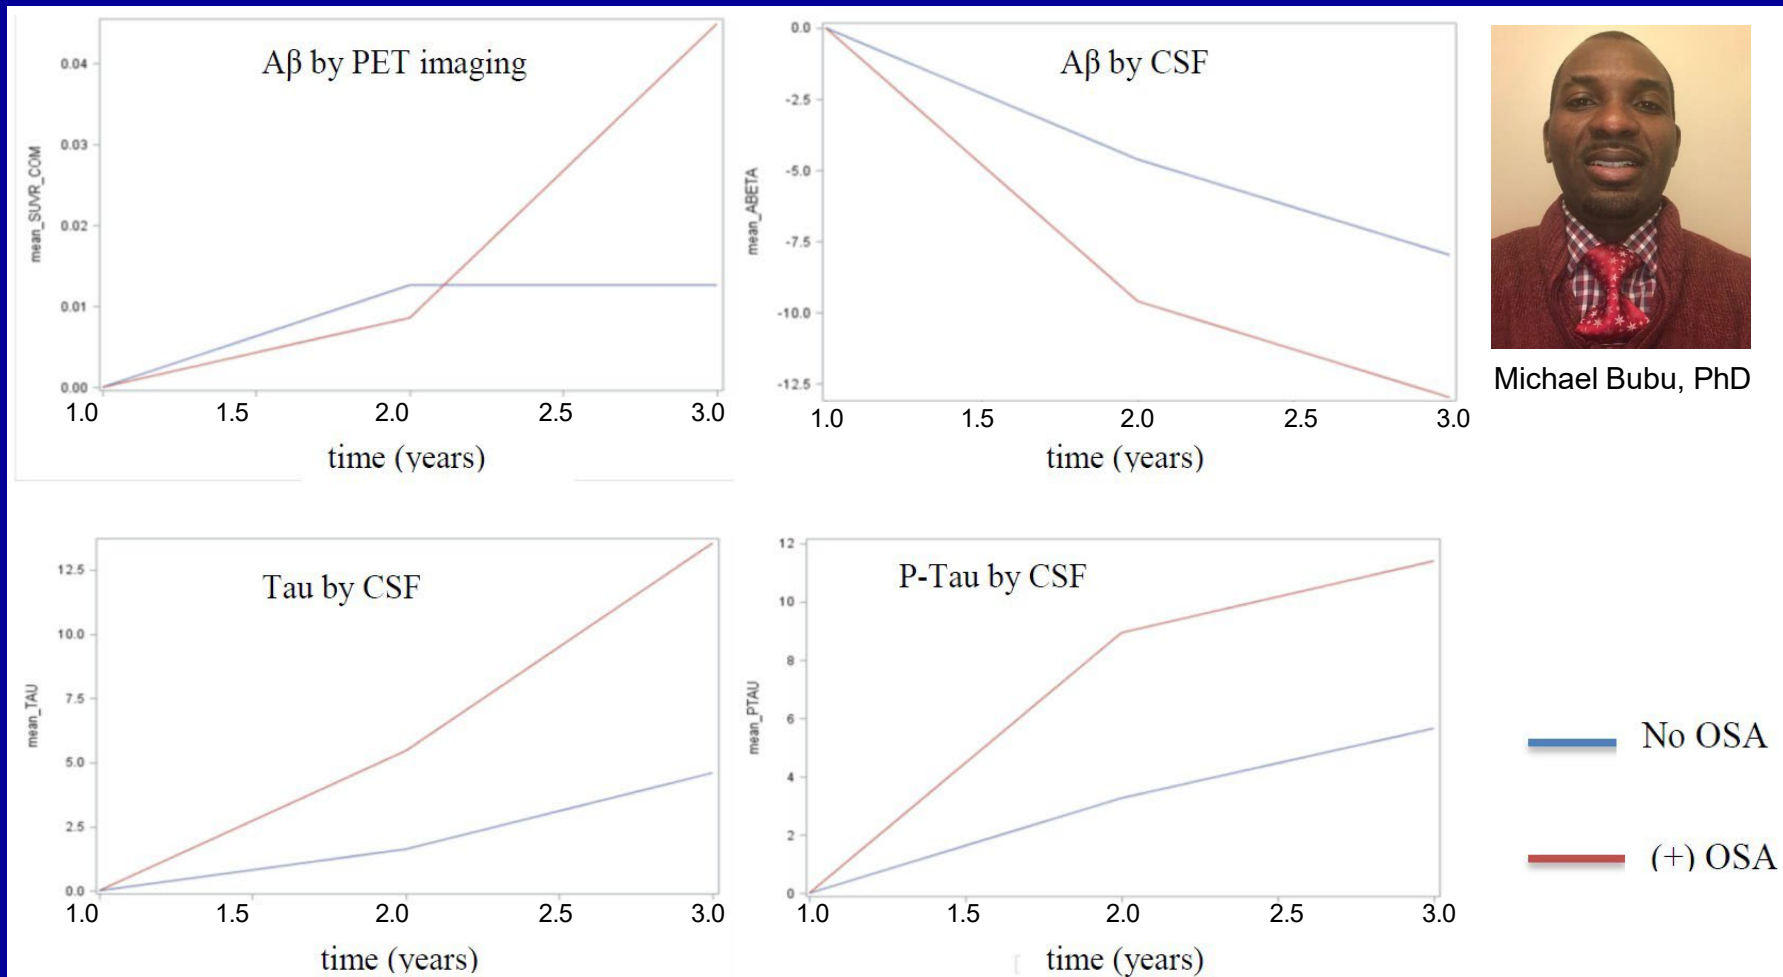 Aβ by PET imaging
mean_SUVR_COM
0.04
0.03
0.02
0.01
0.00
1.0 1.5 2.0 2.5 3.0
time (years)
Aβ by CSF
mean_ABETA
0.0
-2.5
-5.0
-7.5
-10.0
-12.5
1.0 1.5 2.0 2.5 3.0
time (years)
Michael Bubu, PhD
Tau by CSF
mean_TAU
12.5
10.0
7.5
5.0
2.5
0.0
1.0 1.5 2.0 2.5 3.0
time (years)
P-Tau by CSF
mean_PTAU
12
10
8
6
4
2
0
1.0 1.5 2.0 2.5 3.0
time (years)
No OSA
(+) OSA